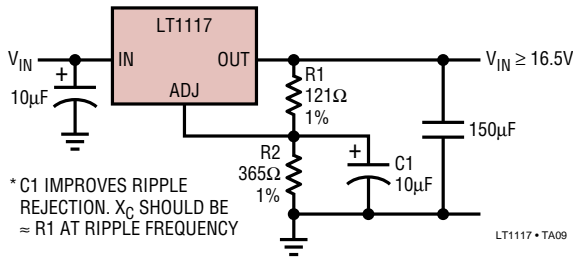 LT1117
V_IN
IN
OUT
V_IN ≥ 16.5V
+
10µF
ADJ
R1
121Ω
1%
150µF
R2
365Ω
1%
+
C1
10µF
* C1 IMPROVES RIPPLE
REJECTION. X_C SHOULD BE
≈ R1 AT RIPPLE FREQUENCY
LT1117 • TA09